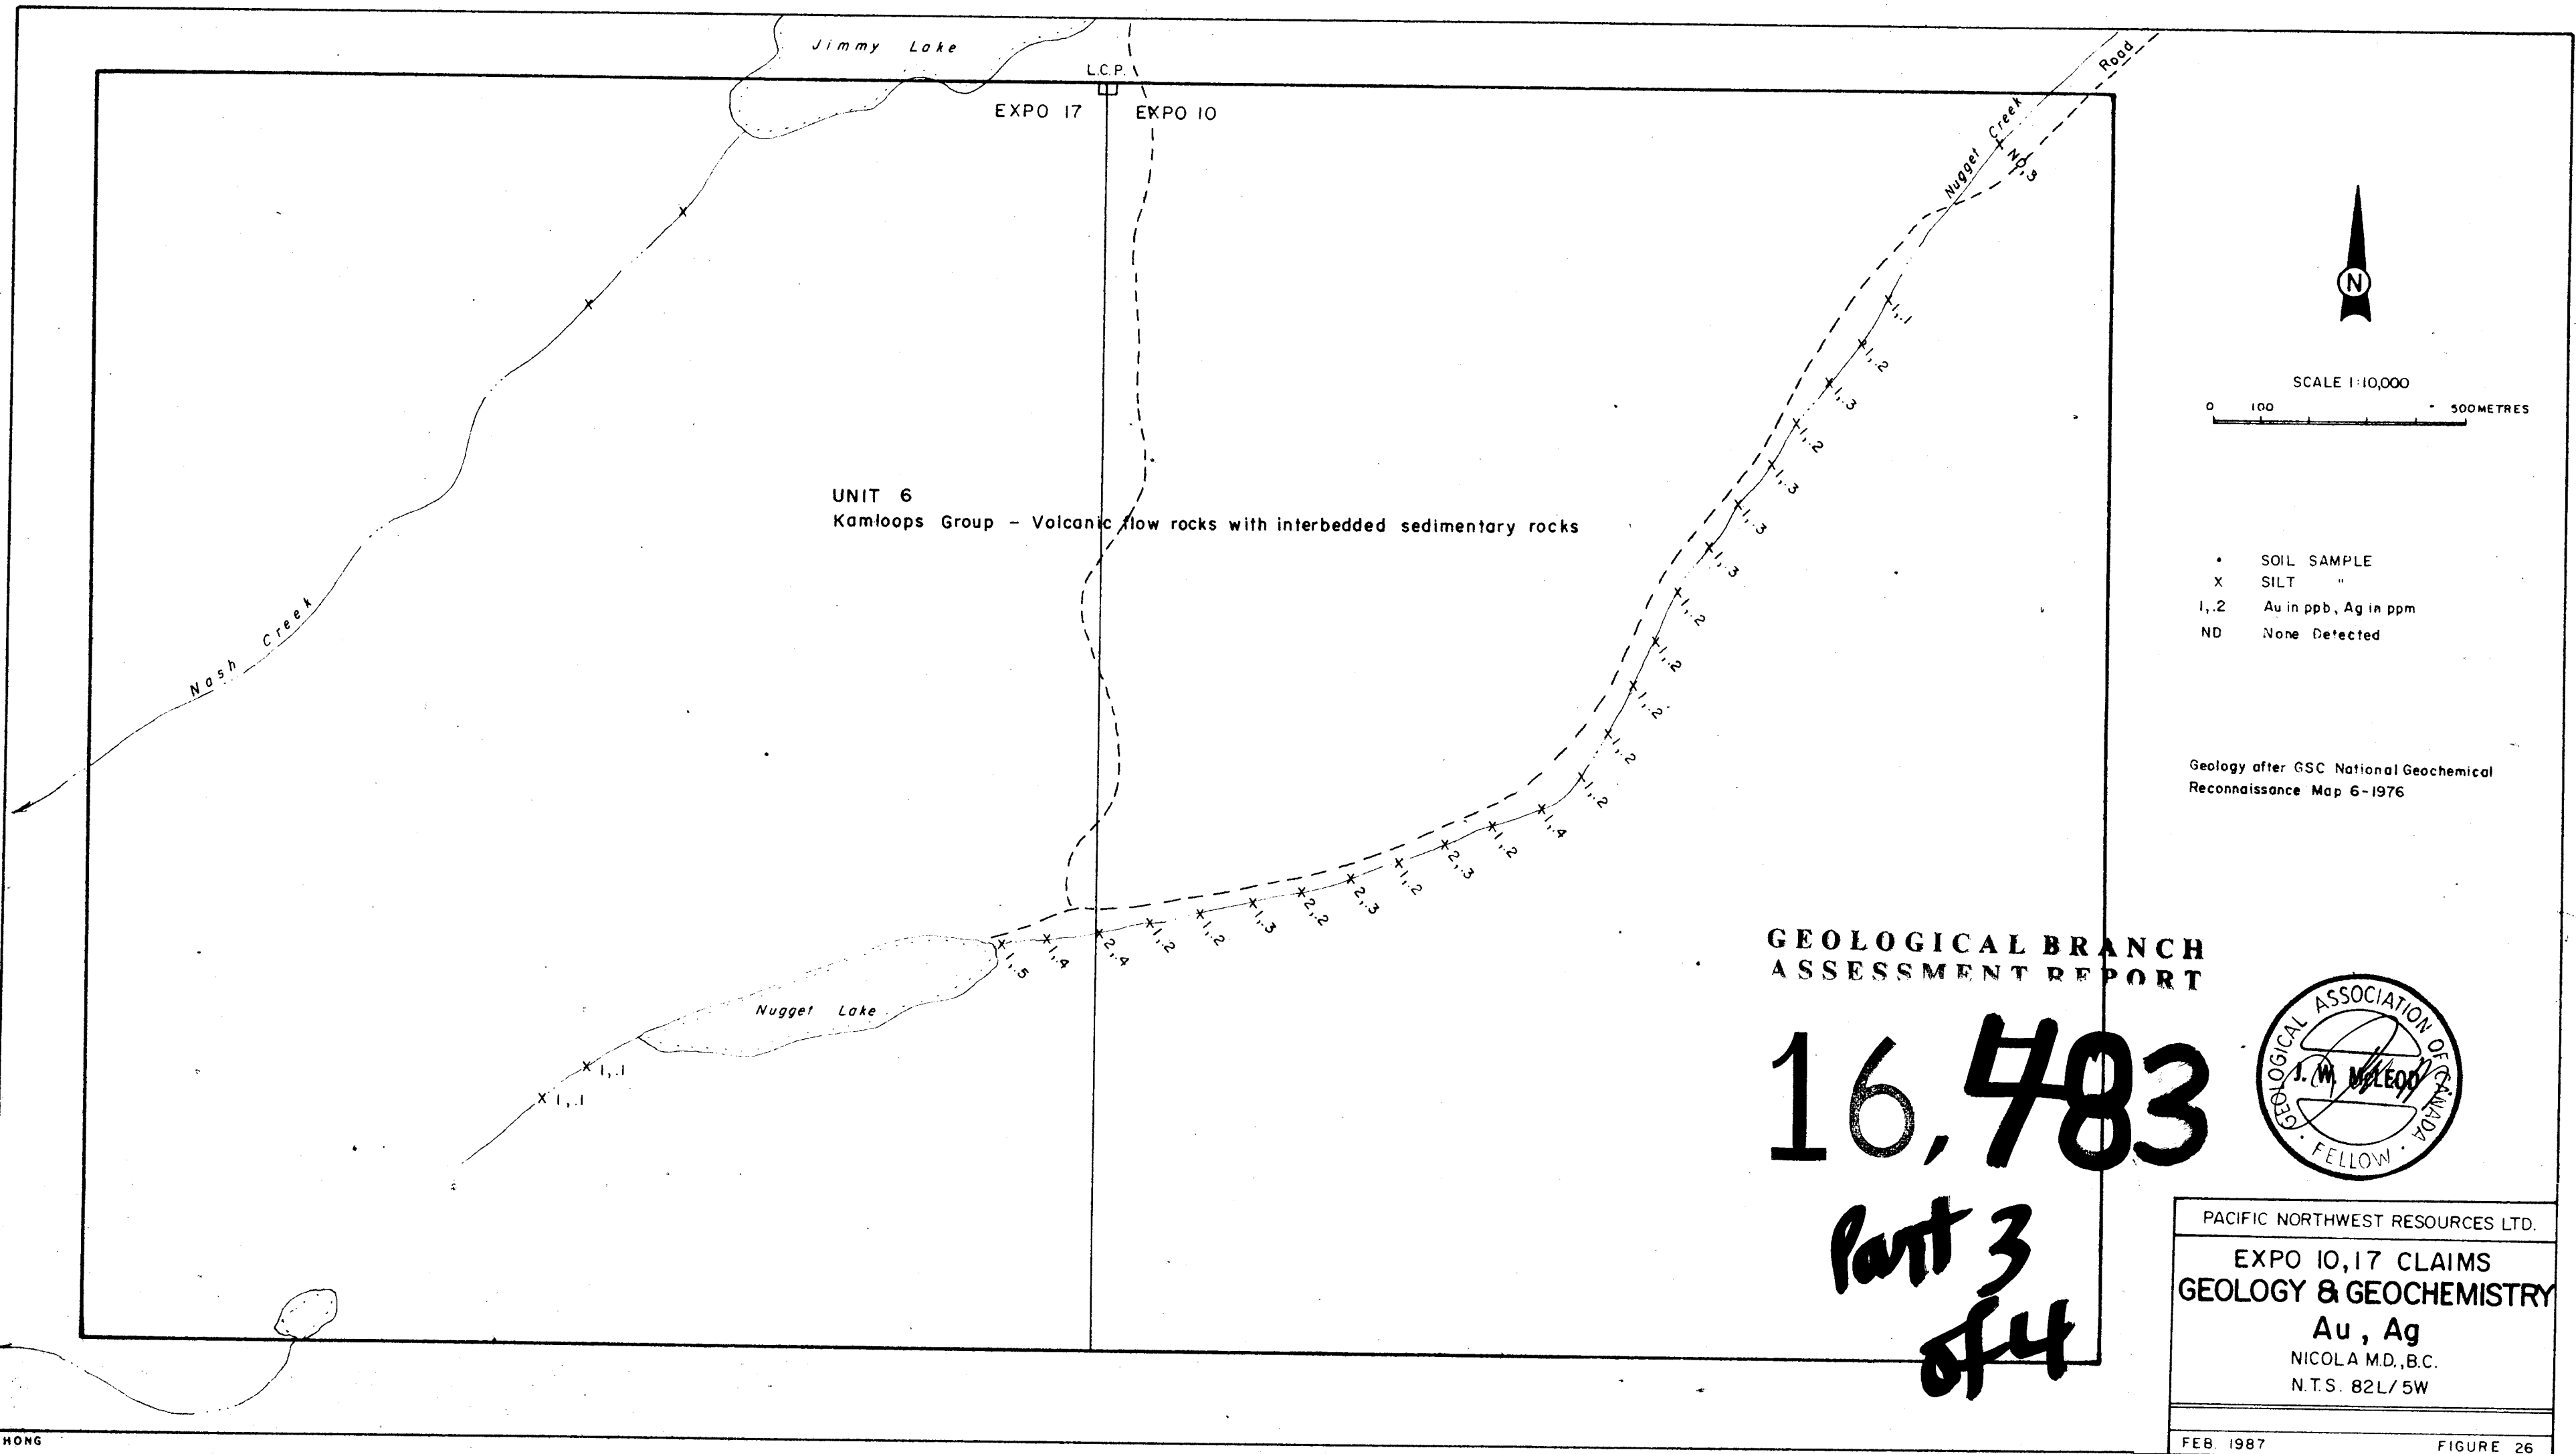 Jimmy Lake
L.C.P.
EXPO 17
EXPO 10
Road
Nugget Creek
ND,.3
1,.1
1,.2
1,.3
1,.2
1,.3
1,.3
1,.3
1,.2
1,.2
1,.2
1,.2
1,.2
1,.4
1,.2
2,.3
1,.2
2,.3
2,.2
1,.3
1,.2
1,.2
2,.4
1,.4
1,.5
Nugget Lake
1,.1
1,.1
Nash Creek
UNIT 6
Kamloops Group – Volcanic flow rocks with interbedded sedimentary rocks
N
SCALE 1:10,000
0 100 500 METRES
• SOIL SAMPLE
X SILT "
1,.2 Au in ppb, Ag in ppm
ND None Detected
Geology after GSC National Geochemical
Reconnaissance Map 6-1976
GEOLOGICAL BRANCH
ASSESSMENT REPORT
16,483
Part 3
of 4
GEOLOGICAL ASSOCIATION OF CANADA
J. W. McLEOD
FELLOW
PACIFIC NORTHWEST RESOURCES LTD.
EXPO 10,17 CLAIMS
GEOLOGY & GEOCHEMISTRY
Au, Ag
NICOLA M.D., B.C.
N.T.S. 82L/5W
FEB. 1987 FIGURE 26
HONG